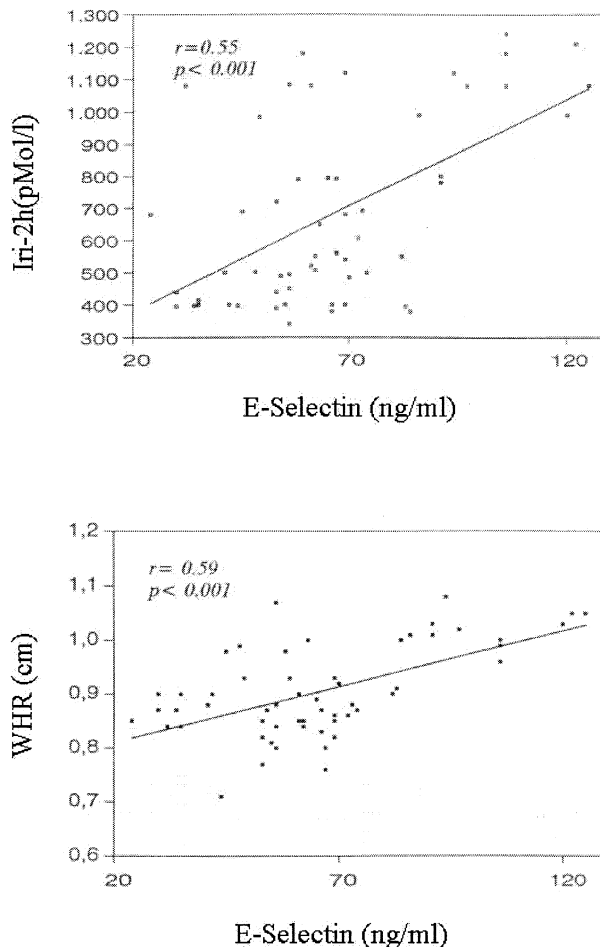 1.300
1.200
1.100
1.000
900
800
700
600
500
400
300
r=0.55
p< 0.001
Iri-2h(pMol/l)
20 70 120
E-Selectin (ng/ml)
1,2
1,1
1,0
0,9
0,8
0,7
0,6
r= 0.59
p< 0.001
WHR (cm)
20 70 120
E-Selectin (ng/ml)